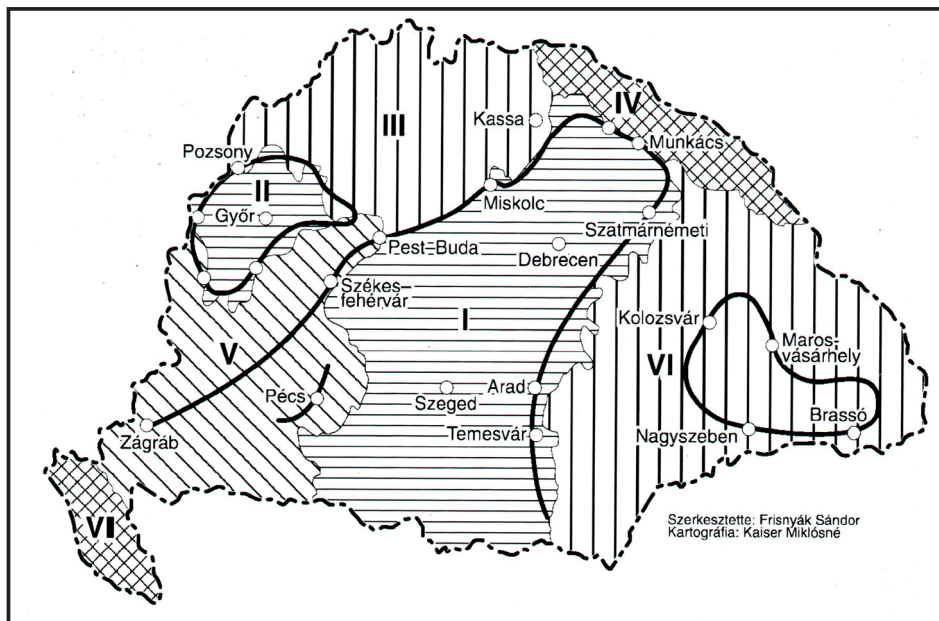 IV
Kassa
III
Munkács
Pozsony
II
Miskolc
Győr
Szatmárnémeti
Pest-Buda
Debrecen
Székes-
fehérvár
I
Kolozsvár
Maros-
vásárhely
V
VI
Pécs
Szeged
Arad
Brassó
Zágráb
Temesvár
Nagyszeben
VII
Szerkesztette: Frisnyák Sándor
Kartográfia: Kaiser Miklósné